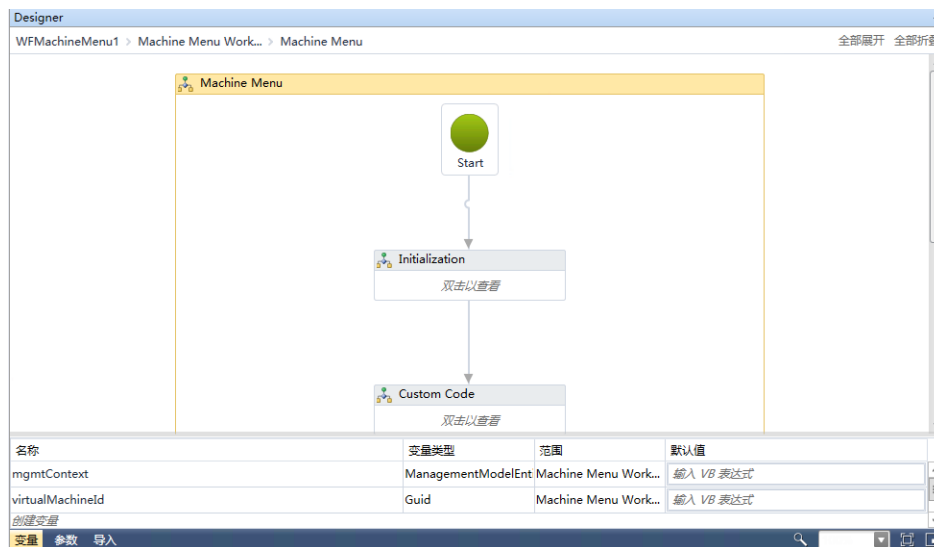 Designer
WFMachineMenu1 > Machine Menu Work... > Machine Menu 全部展开 全部折叠
Machine Menu
Start
Initialization
双击以查看
Custom Code
双击以查看
名称 变量类型 范围 默认值
mgmtContext ManagementModelEnt Machine Menu Work... 输入 VB 表达式
virtualMachineId Guid Machine Menu Work... 输入 VB 表达式
创建变量
变量 参数 导入